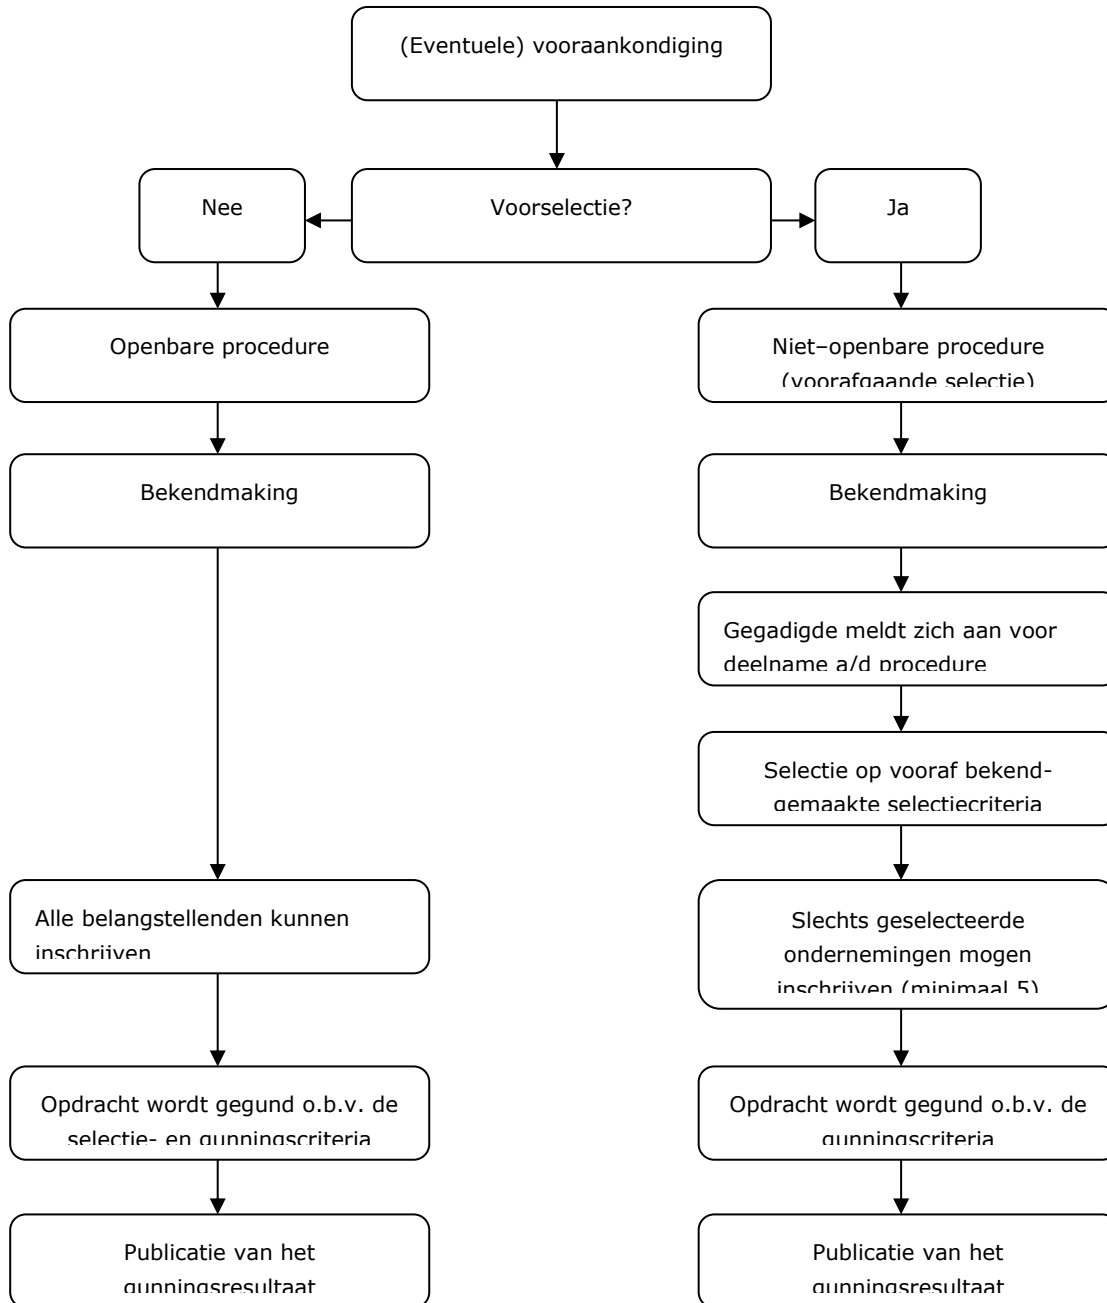 (Eventuele) vooraankondiging
Nee
Voorselectie?
Ja
Openbare procedure
Niet–openbare procedure
(voorafgaande selectie)
Bekendmaking
Bekendmaking
Gegadigde meldt zich aan voor
deelname a/d procedure
Selectie op vooraf bekend-
gemaakte selectiecriteria
Alle belangstellenden kunnen
inschrijven
Slechts geselecteerde
ondernemingen mogen
inschrijven (minimaal 5)
Opdracht wordt gegund o.b.v. de
selectie- en gunningscriteria
Opdracht wordt gegund o.b.v. de
gunningscriteria
Publicatie van het
gunningsresultaat
Publicatie van het
gunningsresultaat